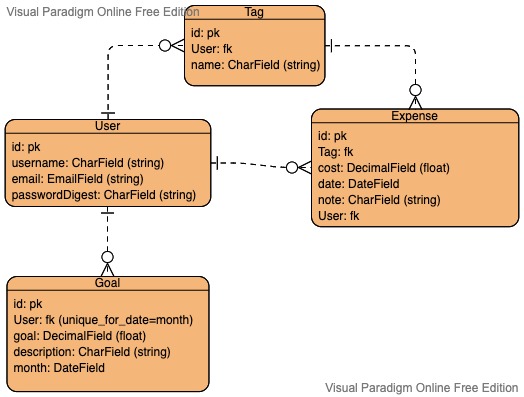 Visual Paradigm Online Free Edition
Tag
id: pk
User: fk
name: CharField (string)
User
id: pk
username: CharField (string)
email: EmailField (string)
passwordDigest: CharField (string)
Expense
id: pk
Tag: fk
cost: DecimalField (float)
date: DateField
note: CharField (string)
User: fk
Goal
id: pk
User: fk (unique_for_date=month)
goal: DecimalField (float)
description: CharField (string)
month: DateField
Visual Paradigm Online Free Edition